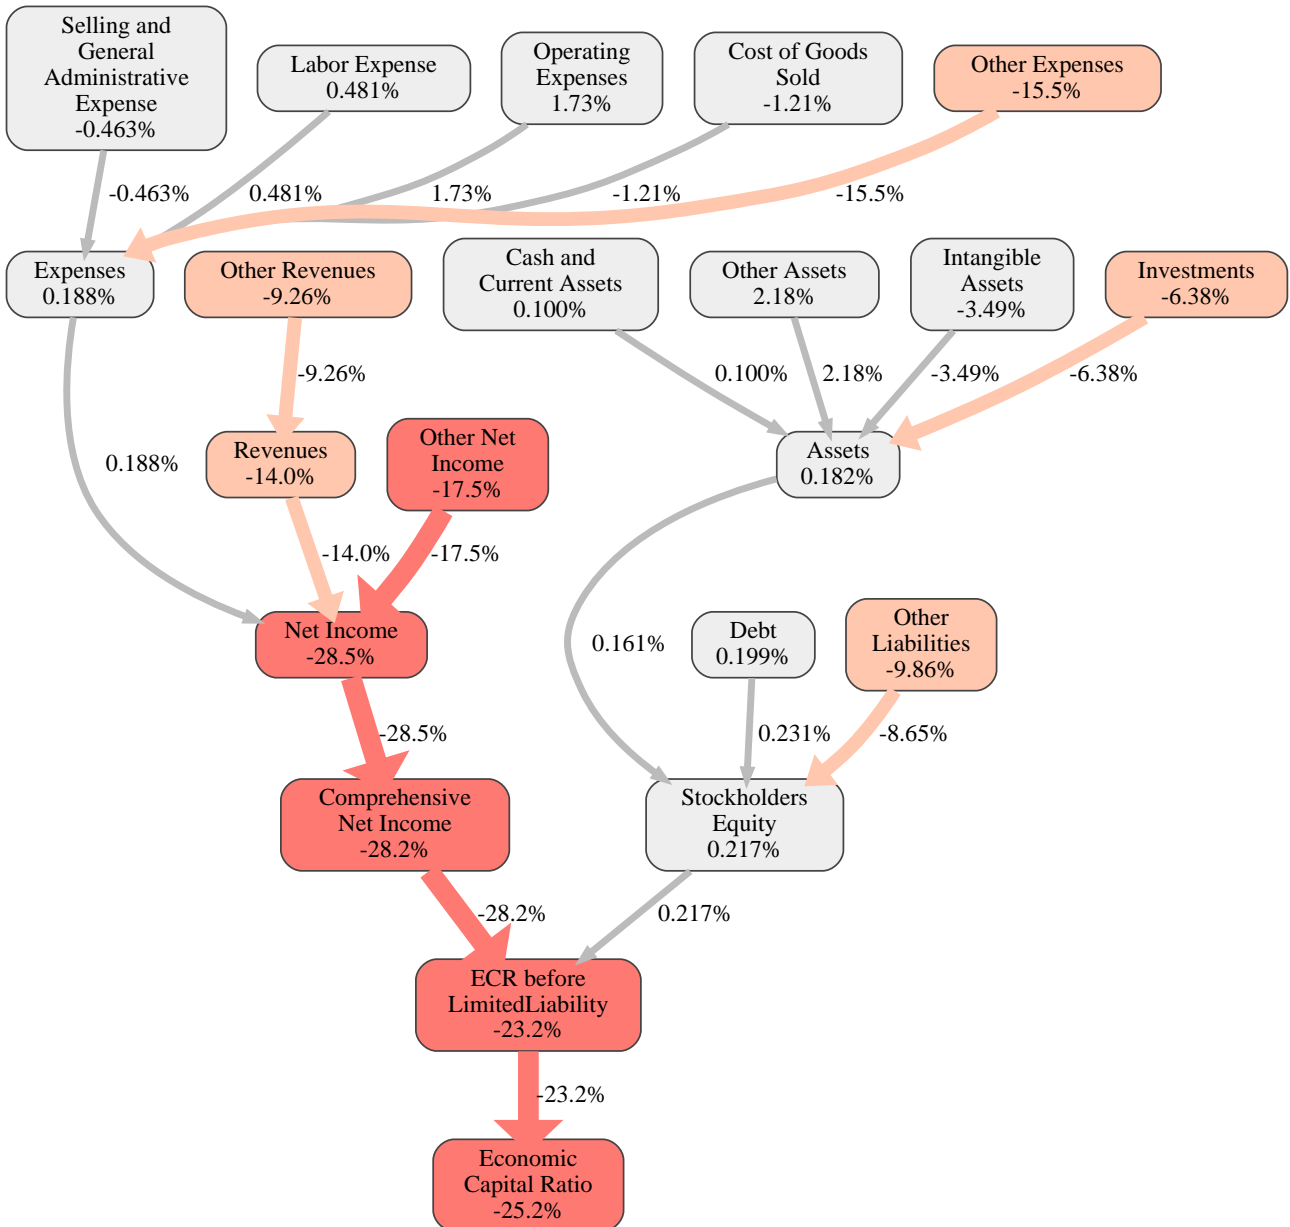 Selling and
General
Administrative
Expense
-0.463%
Labor Expense
0.481%
Operating
Expenses
1.73%
Cost of Goods
Sold
-1.21%
Other Expenses
-15.5%
-0.463%
0.481%
1.73%
-1.21%
-15.5%
Expenses
0.188%
Other Revenues
-9.26%
Cash and
Current Assets
0.100%
Other Assets
2.18%
Intangible
Assets
-3.49%
Investments
-6.38%
-9.26%
0.100%
2.18%
-3.49%
-6.38%
0.188%
Revenues
-14.0%
Other Net
Income
-17.5%
Assets
0.182%
-14.0%
-17.5%
Net Income
-28.5%
0.161%
Debt
0.199%
Other
Liabilities
-9.86%
-28.5%
0.231%
-8.65%
Comprehensive
Net Income
-28.2%
Stockholders
Equity
0.217%
-28.2%
0.217%
ECR before
LimitedLiability
-23.2%
-23.2%
Economic
Capital Ratio
-25.2%